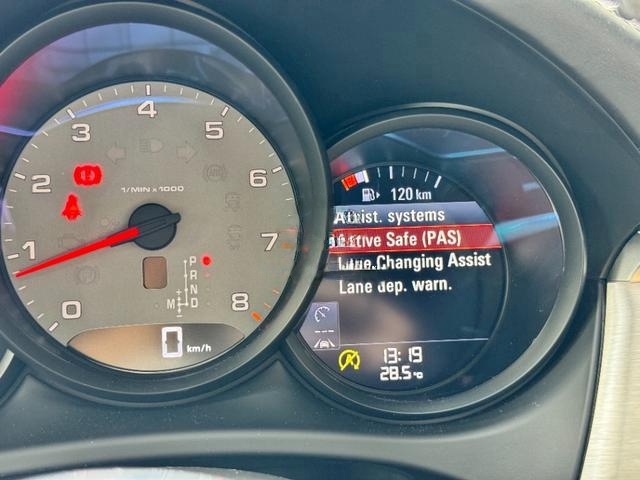 0
1
2
3
4
5
6
7
8
1/MIN x 1000
P
R
N
M D
0 km/h
120 km
Assist. systems
Active Safe (PAS)
Lane Changing Assist
Lane dep. warn.
13:19
28.5 °C